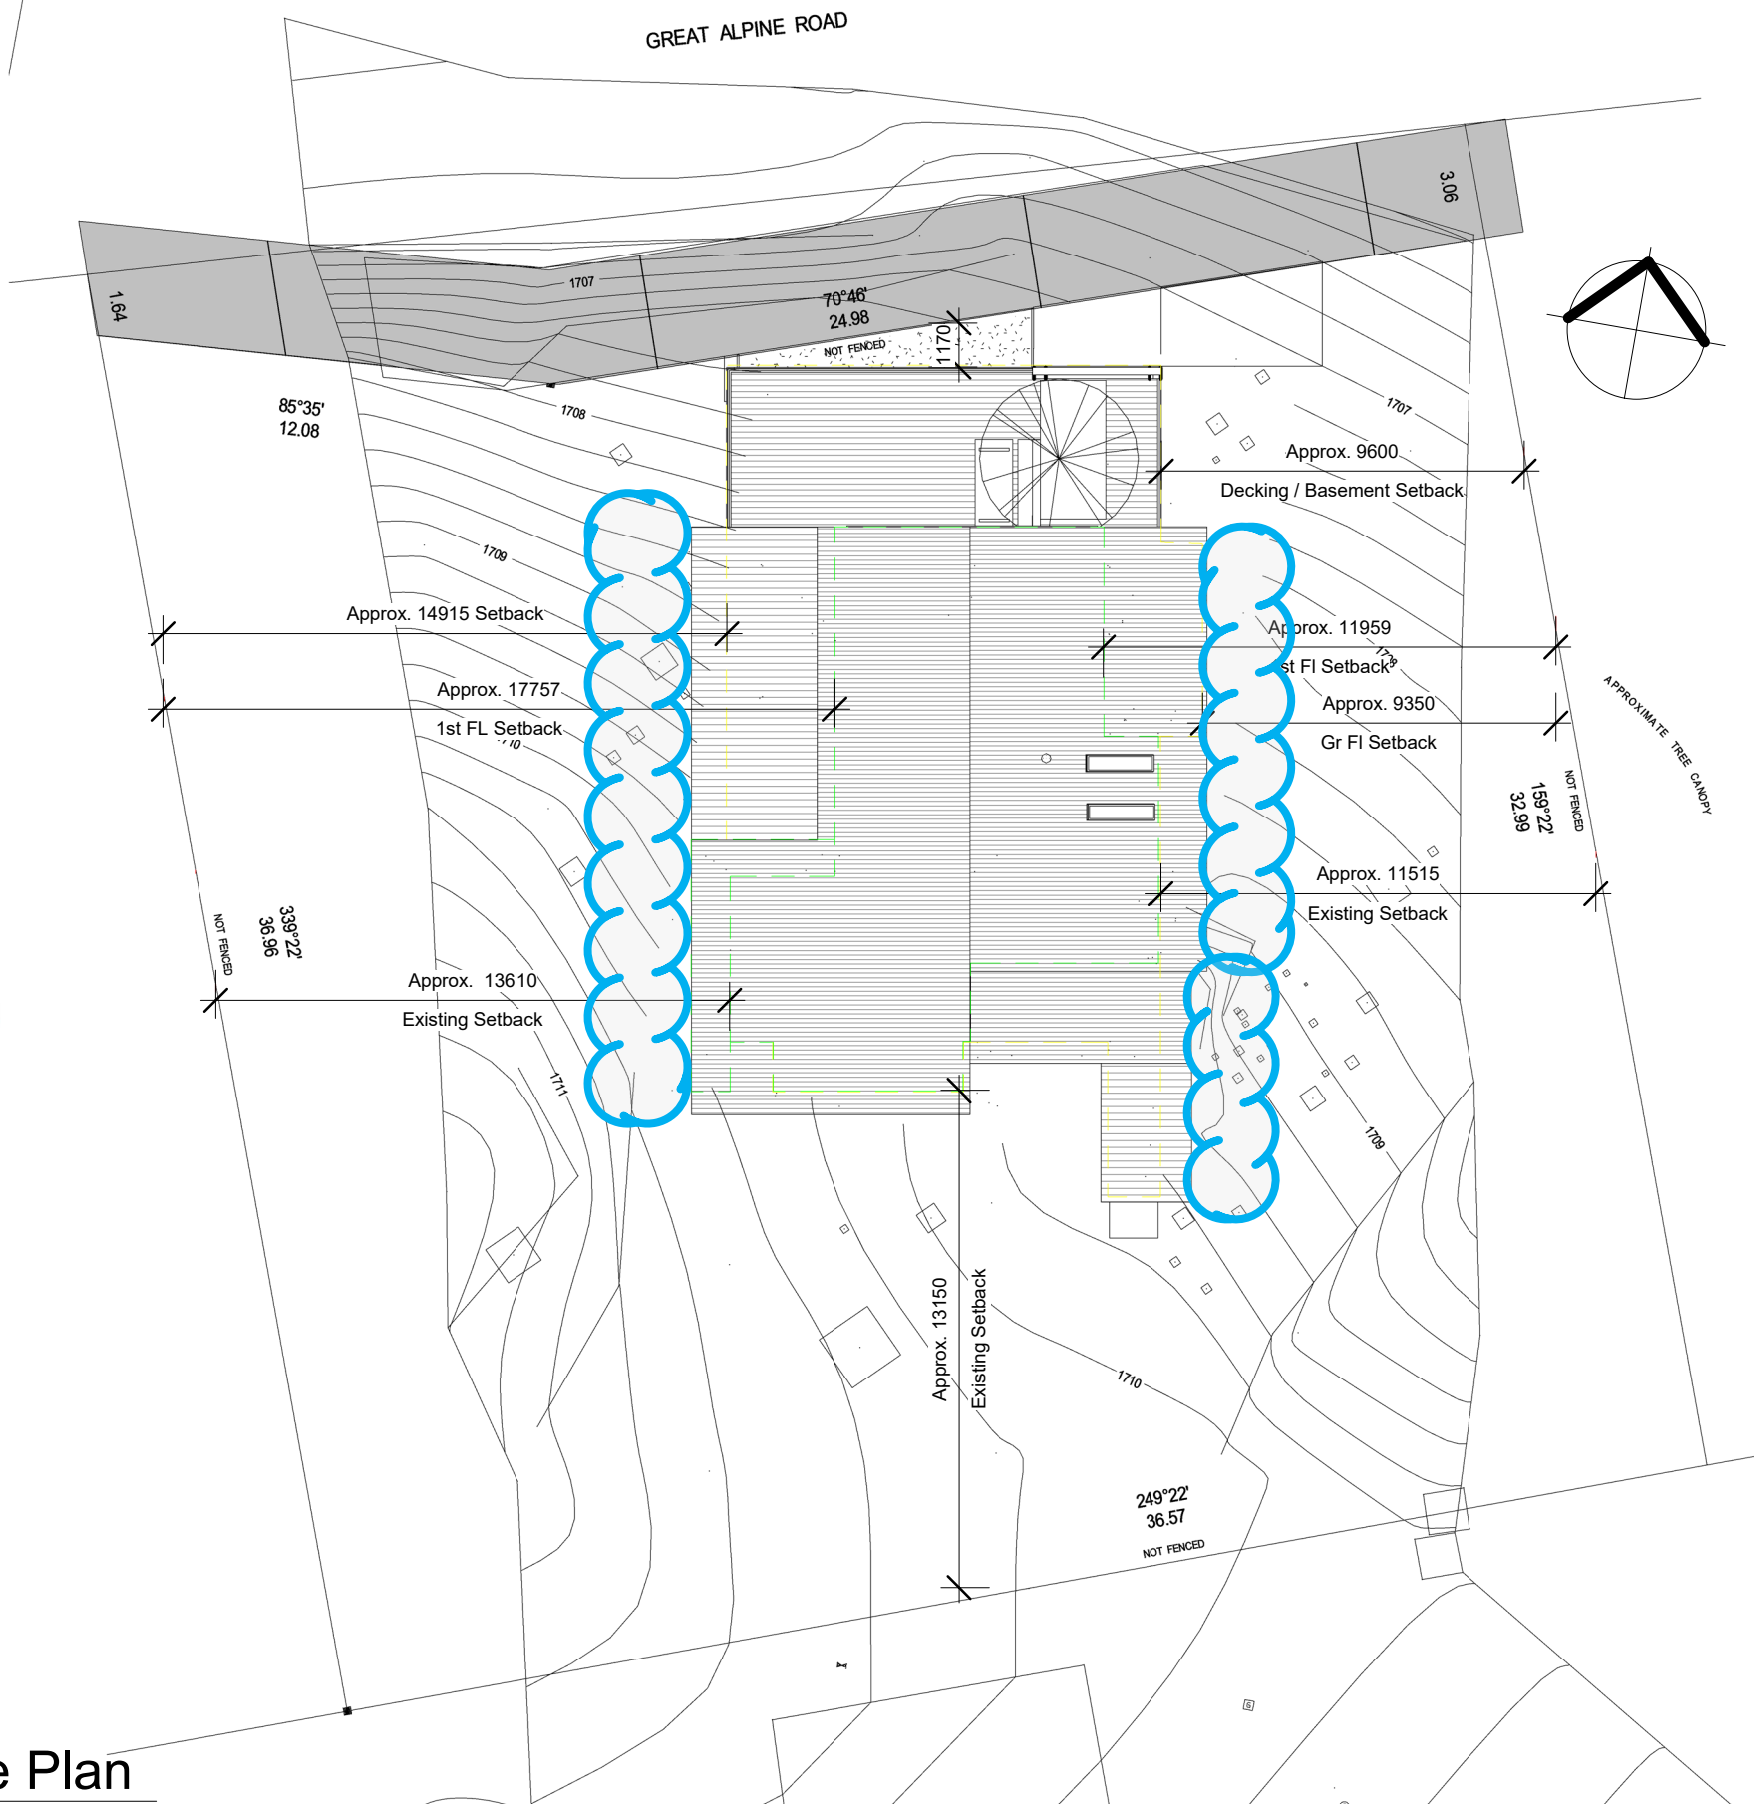 GREAT ALPINE ROAD
3.06
1.64
1707
70°46'
24.98
NOT FENCED
1170
85°35'
12.08
1708
1707
Approx. 9600
Decking / Basement Setback
1709
Approx. 14915 Setback
Approx. 11959
st Fl Setback
Approx. 17757
1st FL Setback
Approx. 9350
Gr Fl Setback
APPROXIMATE TREE CANOPY
NOT FENCED
159°22'
32.99
Approx. 11515
Existing Setback
NOT FENCED
339°22'
36.96
Approx. 13610
Existing Setback
1711
1709
Approx. 13150
Existing Setback
1710
249°22'
36.57
NOT FENCED
G
e Plan